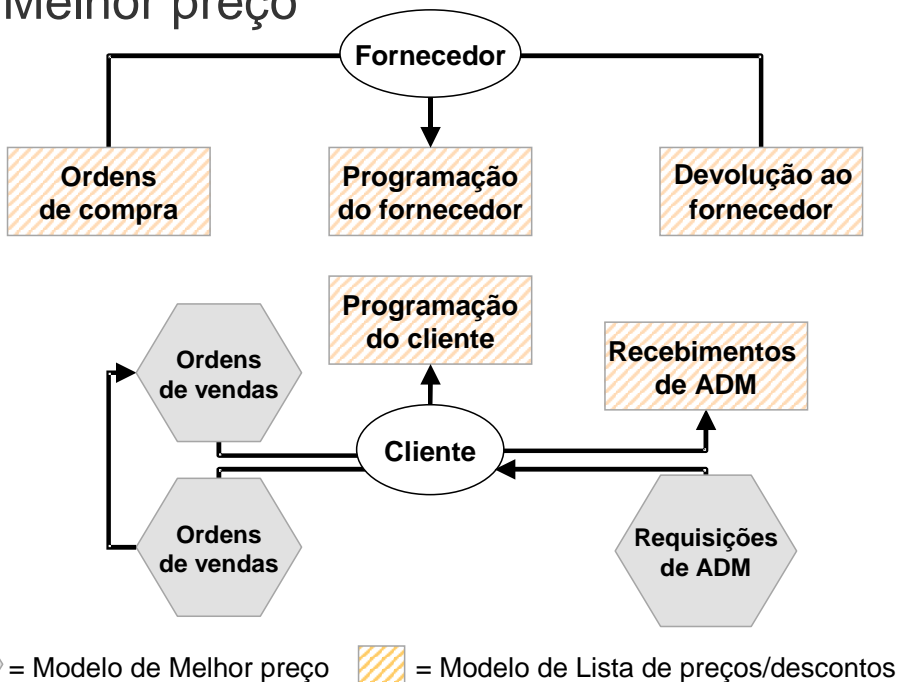 Melhor preço
Fornecedor
Ordens
de compra
Programação
do fornecedor
Devolução ao
fornecedor
Programação
do cliente
Ordens
de vendas
Recebimentos
de ADM
Cliente
Ordens
de vendas
Requisições
de ADM
= Modelo de Melhor preço
= Modelo de Lista de preços/descontos